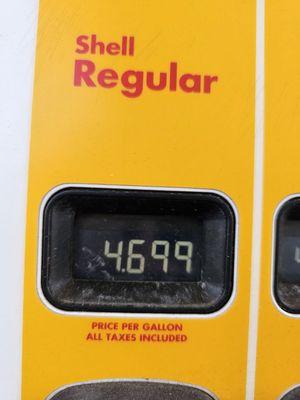 Shell
Regular
4.699
PRICE PER GALLON
ALL TAXES INCLUDED